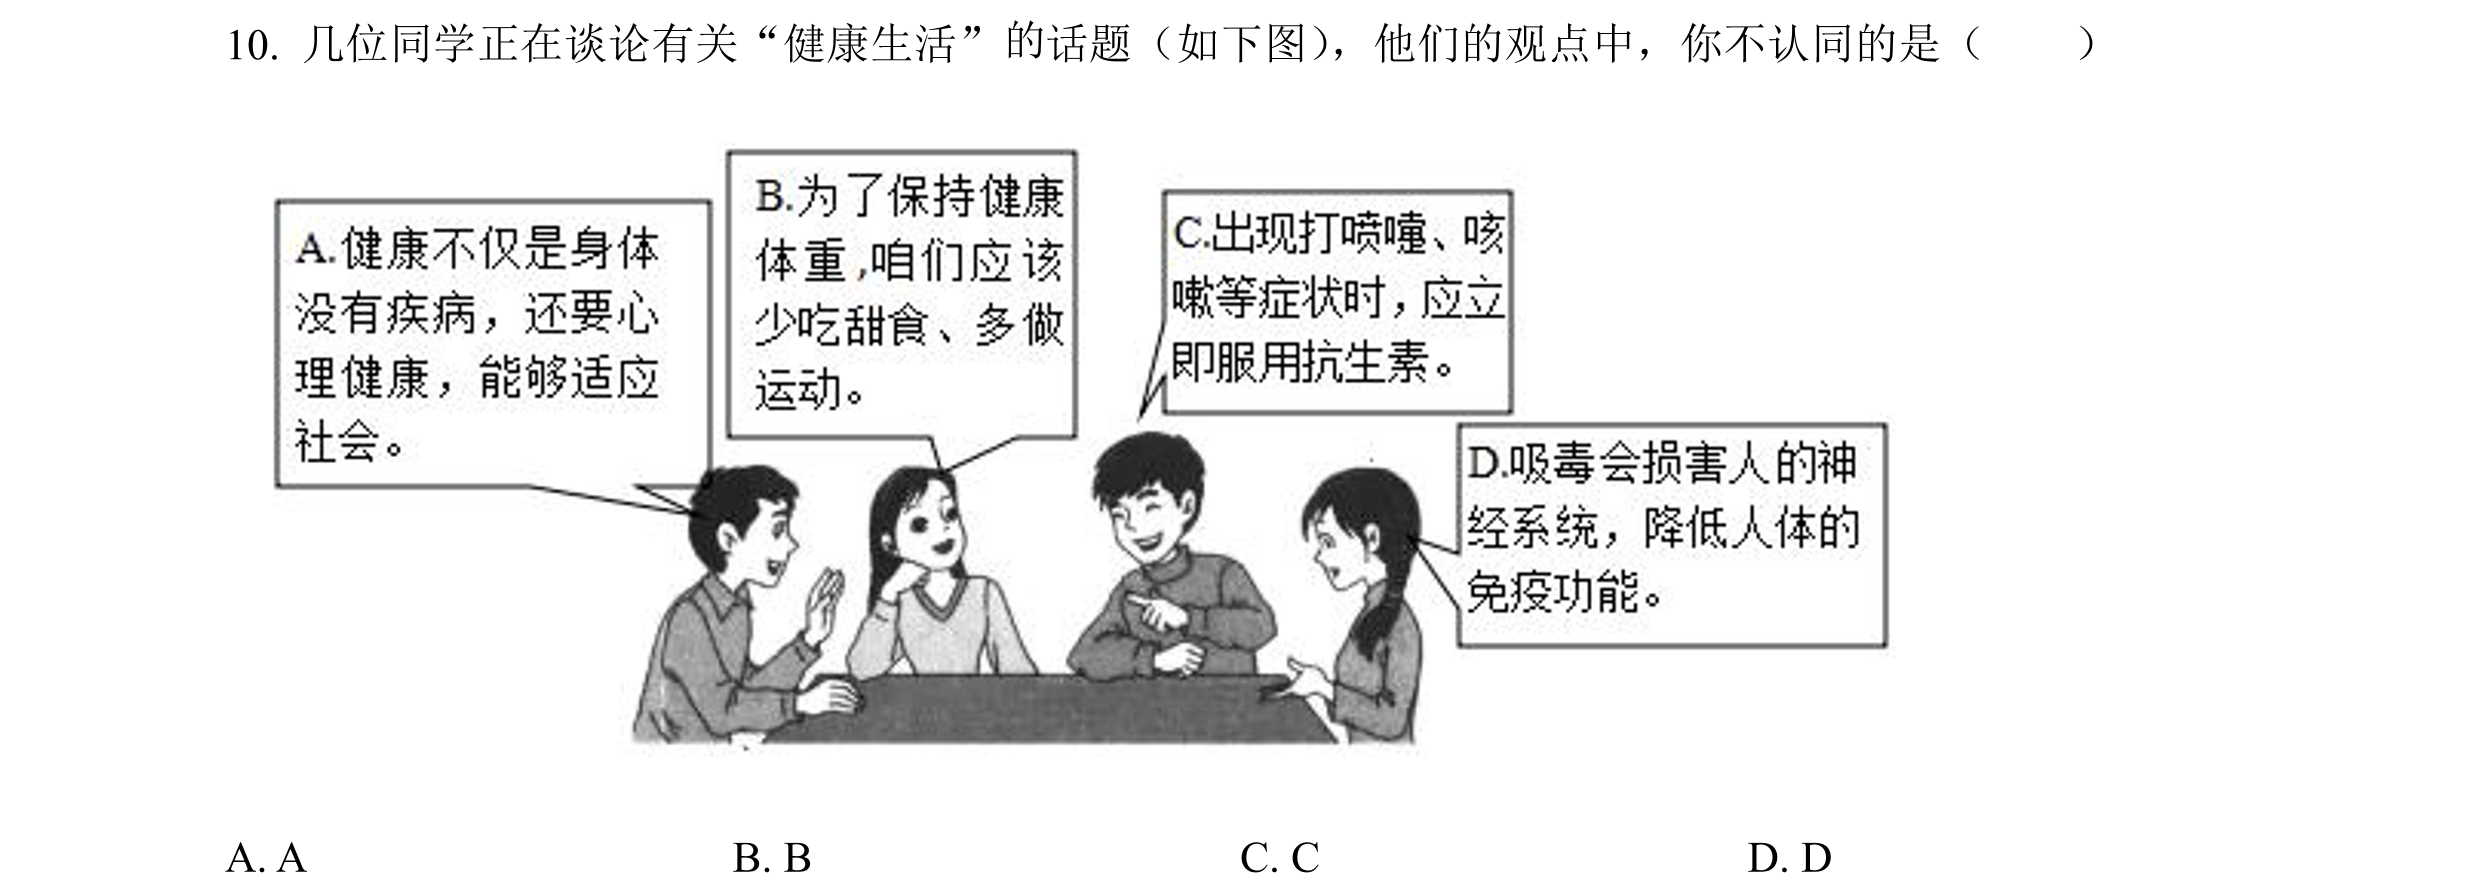 10. 几位同学正在谈论有关“健康生活”的话题（如下图），他们的观点中，你不认同的是（　　）
A.健康不仅是身体
没有疾病，还要心
理健康，能够适应
社会。
B.为了保持健康
体重,咱们应该
少吃甜食、多做
运动。
C.出现打喷嚏、咳
嗽等症状时，应立
即服用抗生素。
D.吸毒会损害人的神
经系统，降低人体的
免疫功能。
A. A B. B C. C D. D